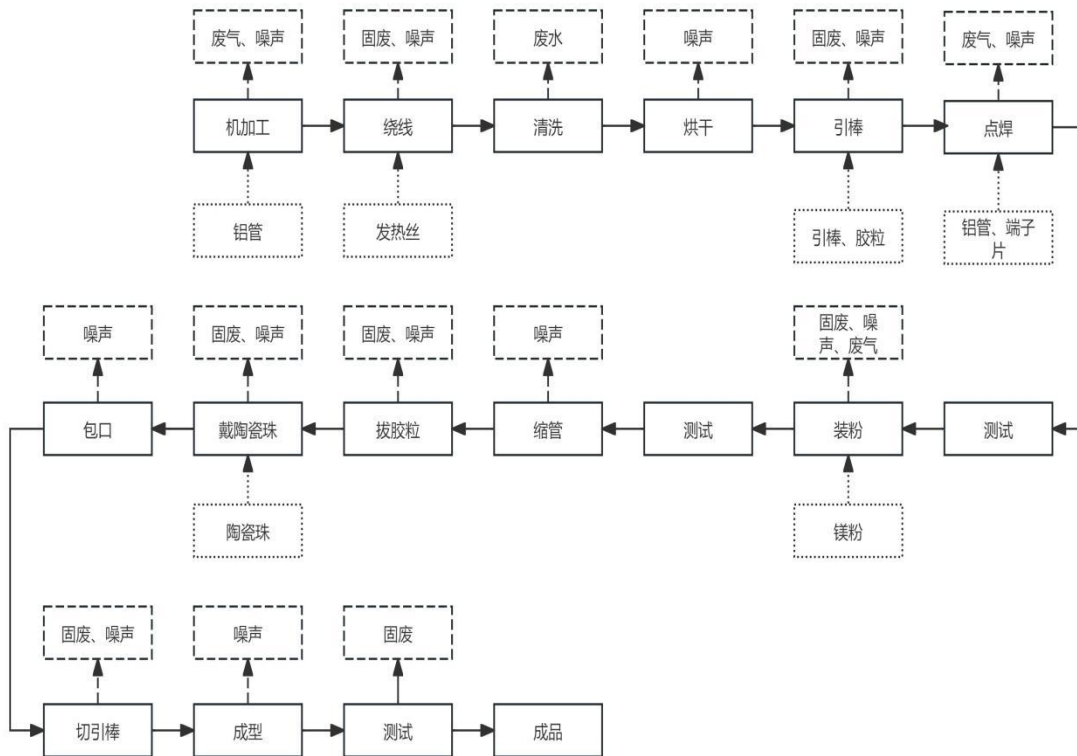 废气、噪声
固废、噪声
废水
噪声
固废、噪声
废气、噪声
机加工
绕线
清洗
烘干
引棒
点焊
铝管
发热丝
引棒、胶粒
铝管、端子
片
噪声
固废、噪声
固废、噪声
噪声
固废、噪
声、废气
包口
戴陶瓷珠
拔胶粒
缩管
测试
装粉
测试
陶瓷珠
镁粉
固废、噪声
噪声
固废
切引棒
成型
测试
成品